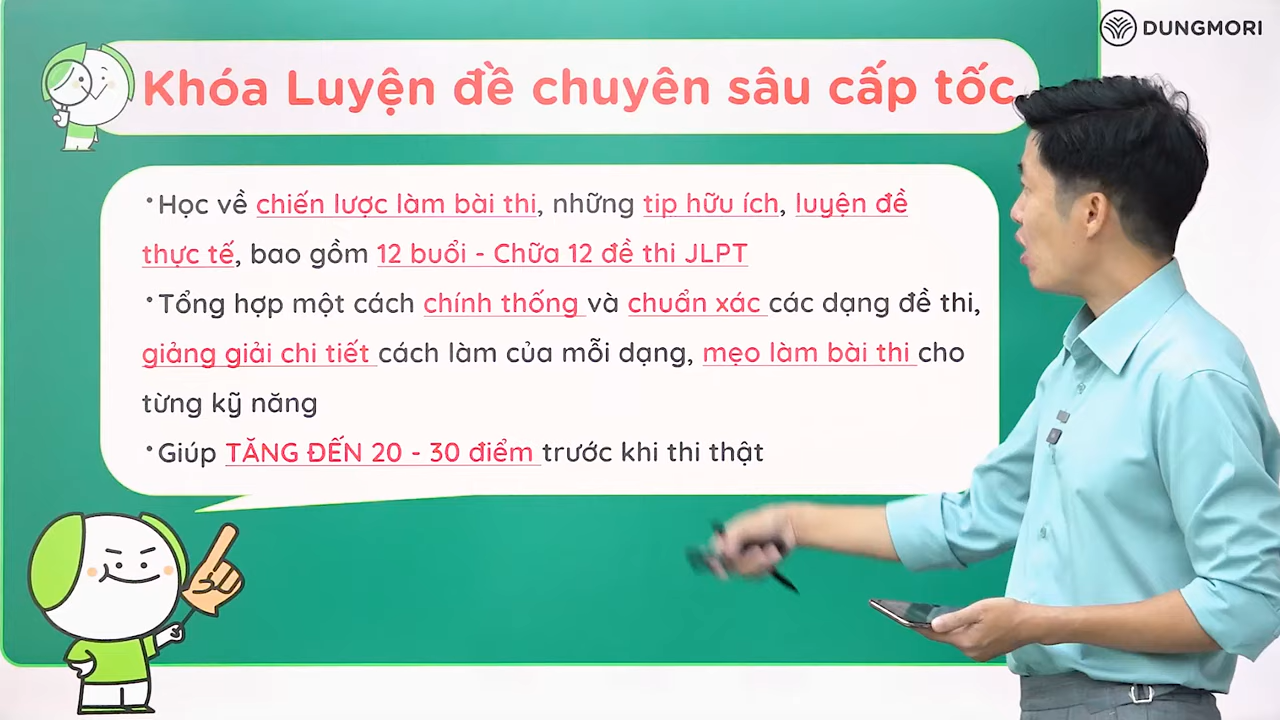 DUNGMORI
Khóa Luyện đề chuyên sâu cấp tốc
•Học về chiến lược làm bài thi, những tip hữu ích, luyện đề
thực tế, bao gồm 12 buổi - Chữa 12 đề thi JLPT
•Tổng hợp một cách chính thống và chuẩn xác các dạng đề thi,
giảng giải chi tiết cách làm của mỗi dạng, mẹo làm bài thi cho
từng kỹ năng
•Giúp TĂNG ĐẾN 20 - 30 điểm trước khi thi thật